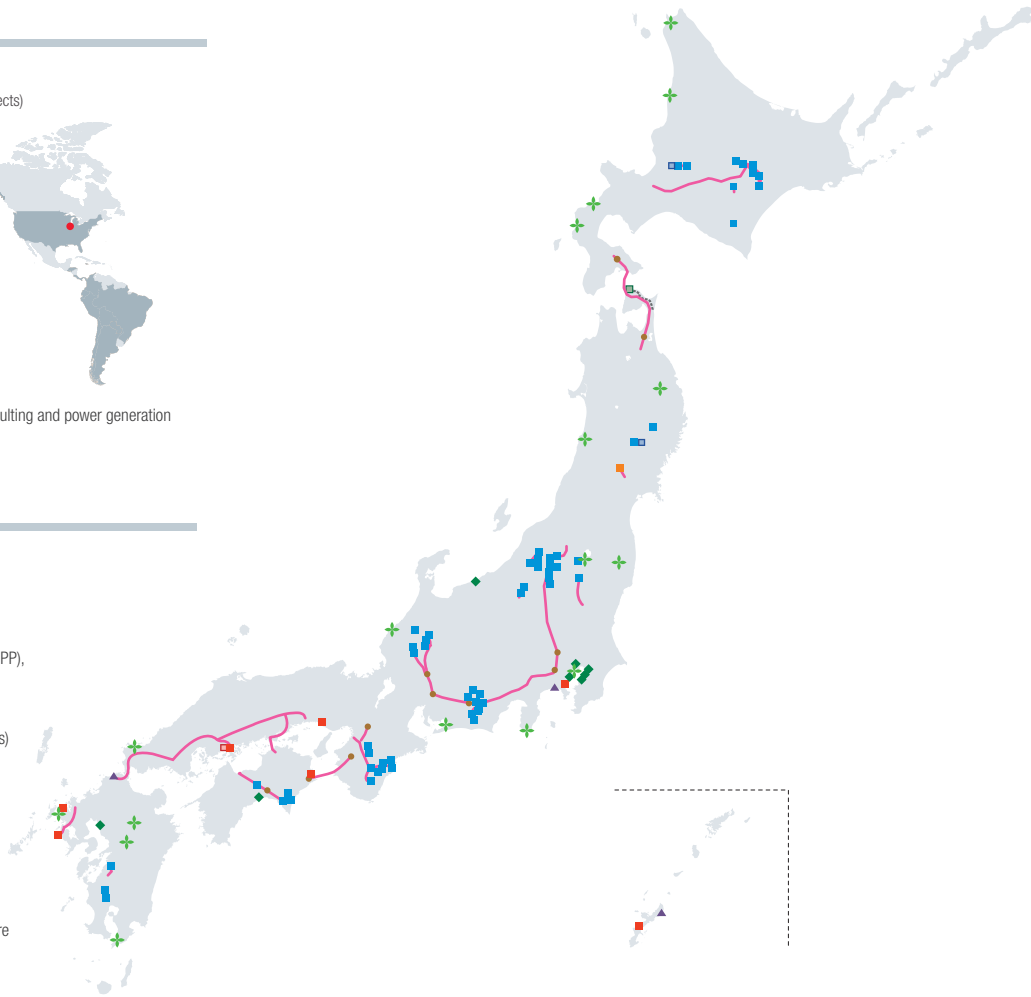 ects)
ulting and power generation
PP),
s)
re